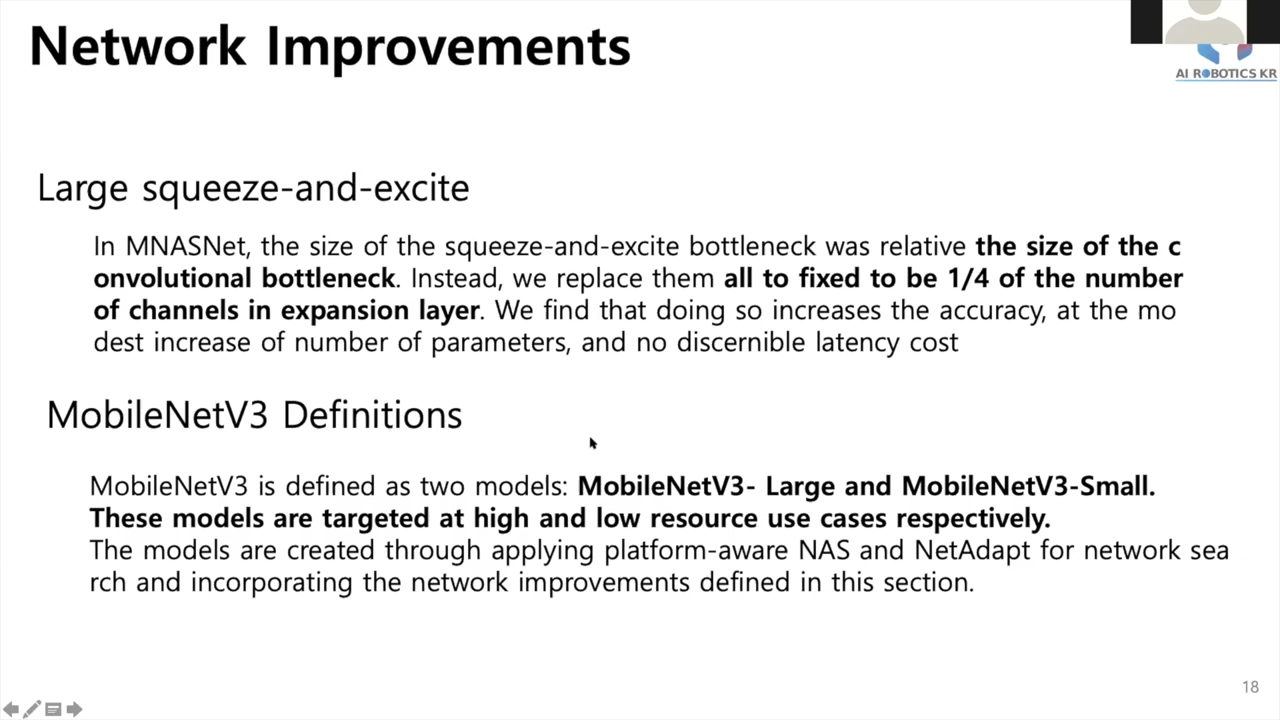 Network Improvements
AI ROBOTICS KR
Large squeeze-and-excite
In MNASNet, the size of the squeeze-and-excite bottleneck was relative the size of the c
onvolutional bottleneck. Instead, we replace them all to fixed to be 1/4 of the number
of channels in expansion layer. We find that doing so increases the accuracy, at the mo
dest increase of number of parameters, and no discernible latency cost
MobileNetV3 Definitions
MobileNetV3 is defined as two models: MobileNetV3- Large and MobileNetV3-Small.
These models are targeted at high and low resource use cases respectively.
The models are created through applying platform-aware NAS and NetAdapt for network sea
rch and incorporating the network improvements defined in this section.
18